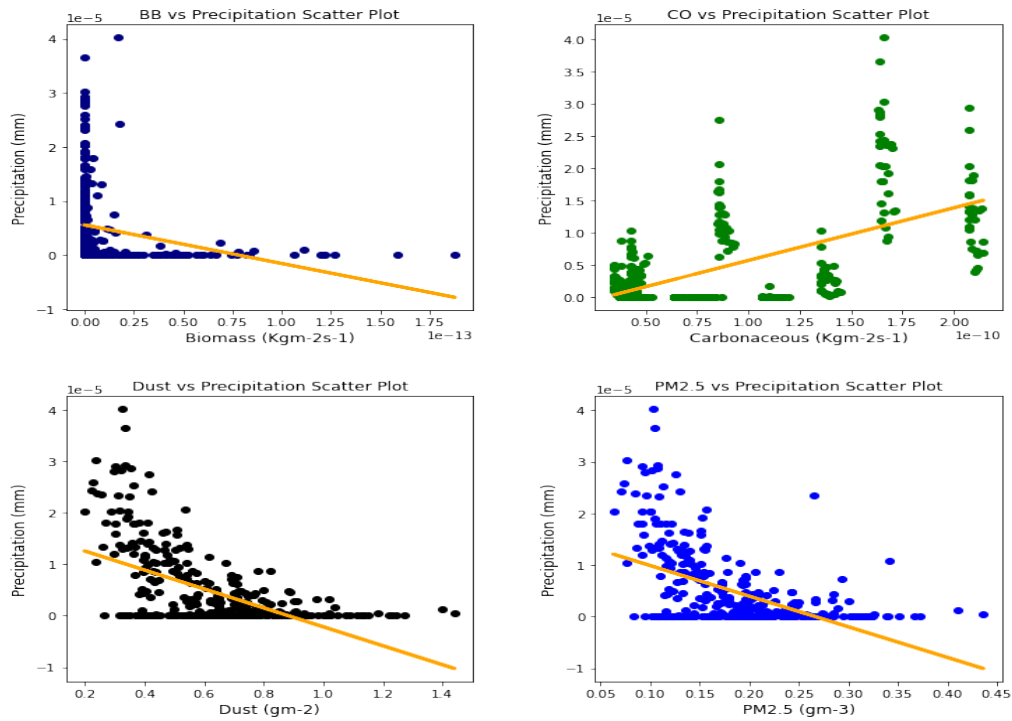 BB vs Precipitation Scatter Plot
1e−5
4
3
2
1
0
−1
Precipitation (mm)
0.00 0.25 0.50 0.75 1.00 1.25 1.50 1.75
Biomass (Kgm-2s-1)
1e−13
CO vs Precipitation Scatter Plot
1e−5
4.0
3.5
3.0
2.5
2.0
1.5
1.0
0.5
0.0
Precipitation (mm)
0.50 0.75 1.00 1.25 1.50 1.75 2.00
Carbonaceous (Kgm-2s-1)
1e−10
Dust vs Precipitation Scatter Plot
1e−5
4
3
2
1
0
−1
Precipitation (mm)
0.2 0.4 0.6 0.8 1.0 1.2 1.4
Dust (gm-2)
PM2.5 vs Precipitation Scatter Plot
1e−5
4
3
2
1
0
−1
Precipitation (mm)
0.05 0.10 0.15 0.20 0.25 0.30 0.35 0.40 0.45
PM2.5 (gm-3)